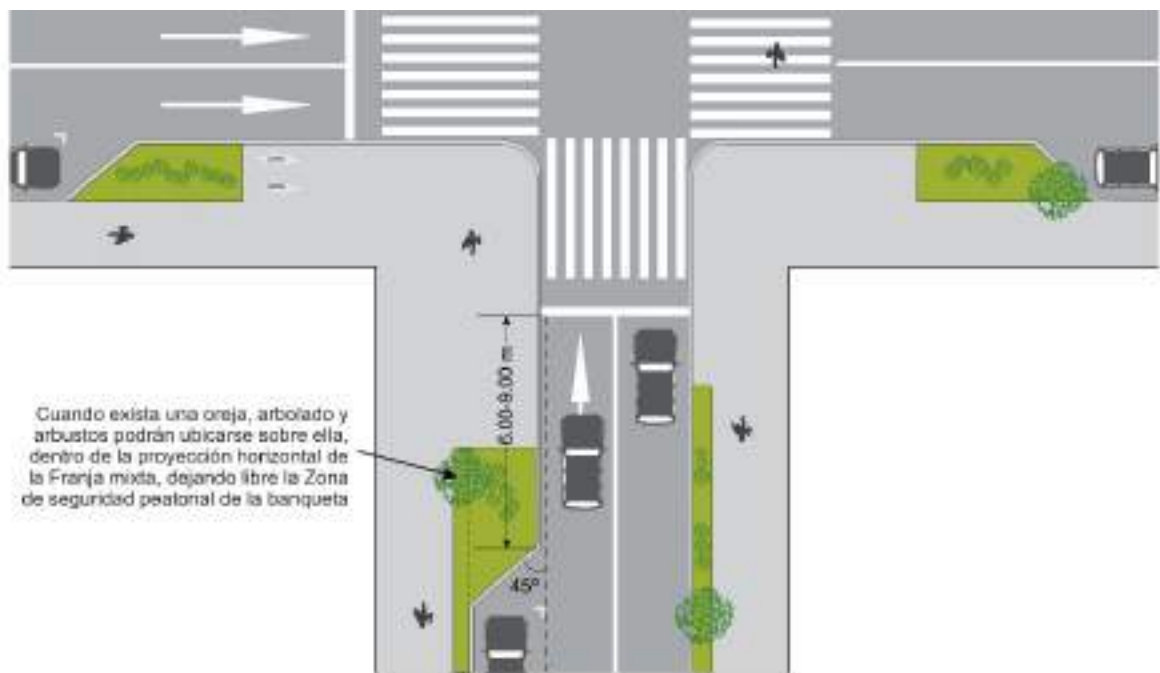 Cuando exista una oreja, arbolado y
arbustos podrán ubicarse sobre ella,
dentro de la proyección horizontal de
la Franja mixta, dejando libre la Zona
de seguridad peatonal de la banqueta
6.00-9.00 m
45º